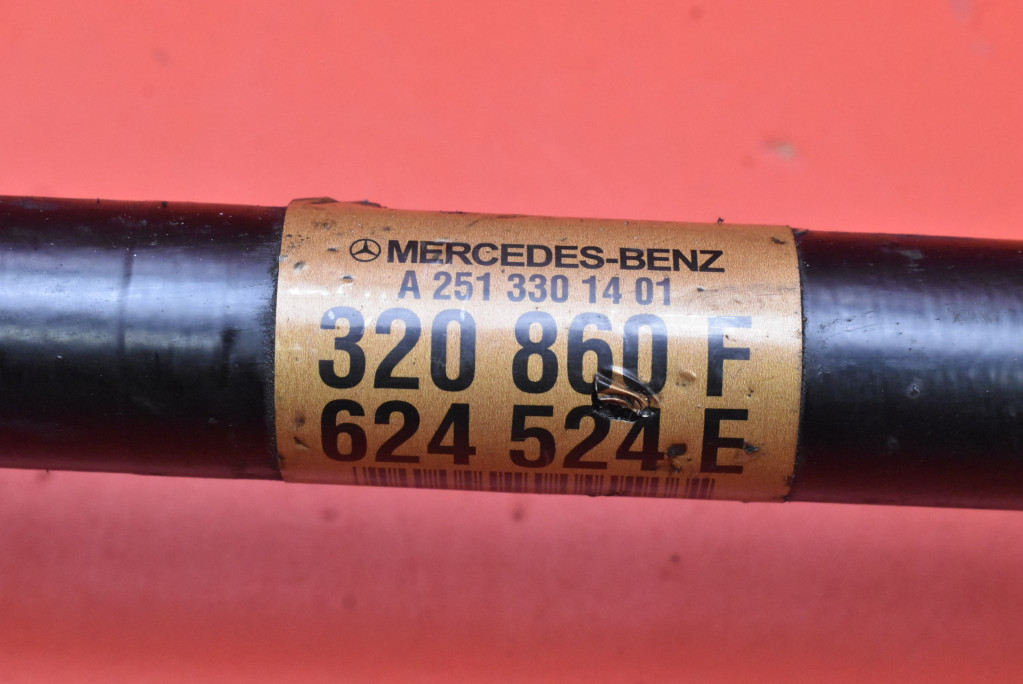 MERCEDES-BENZ
A 251 330 14 01
320 860 F
624 524 E